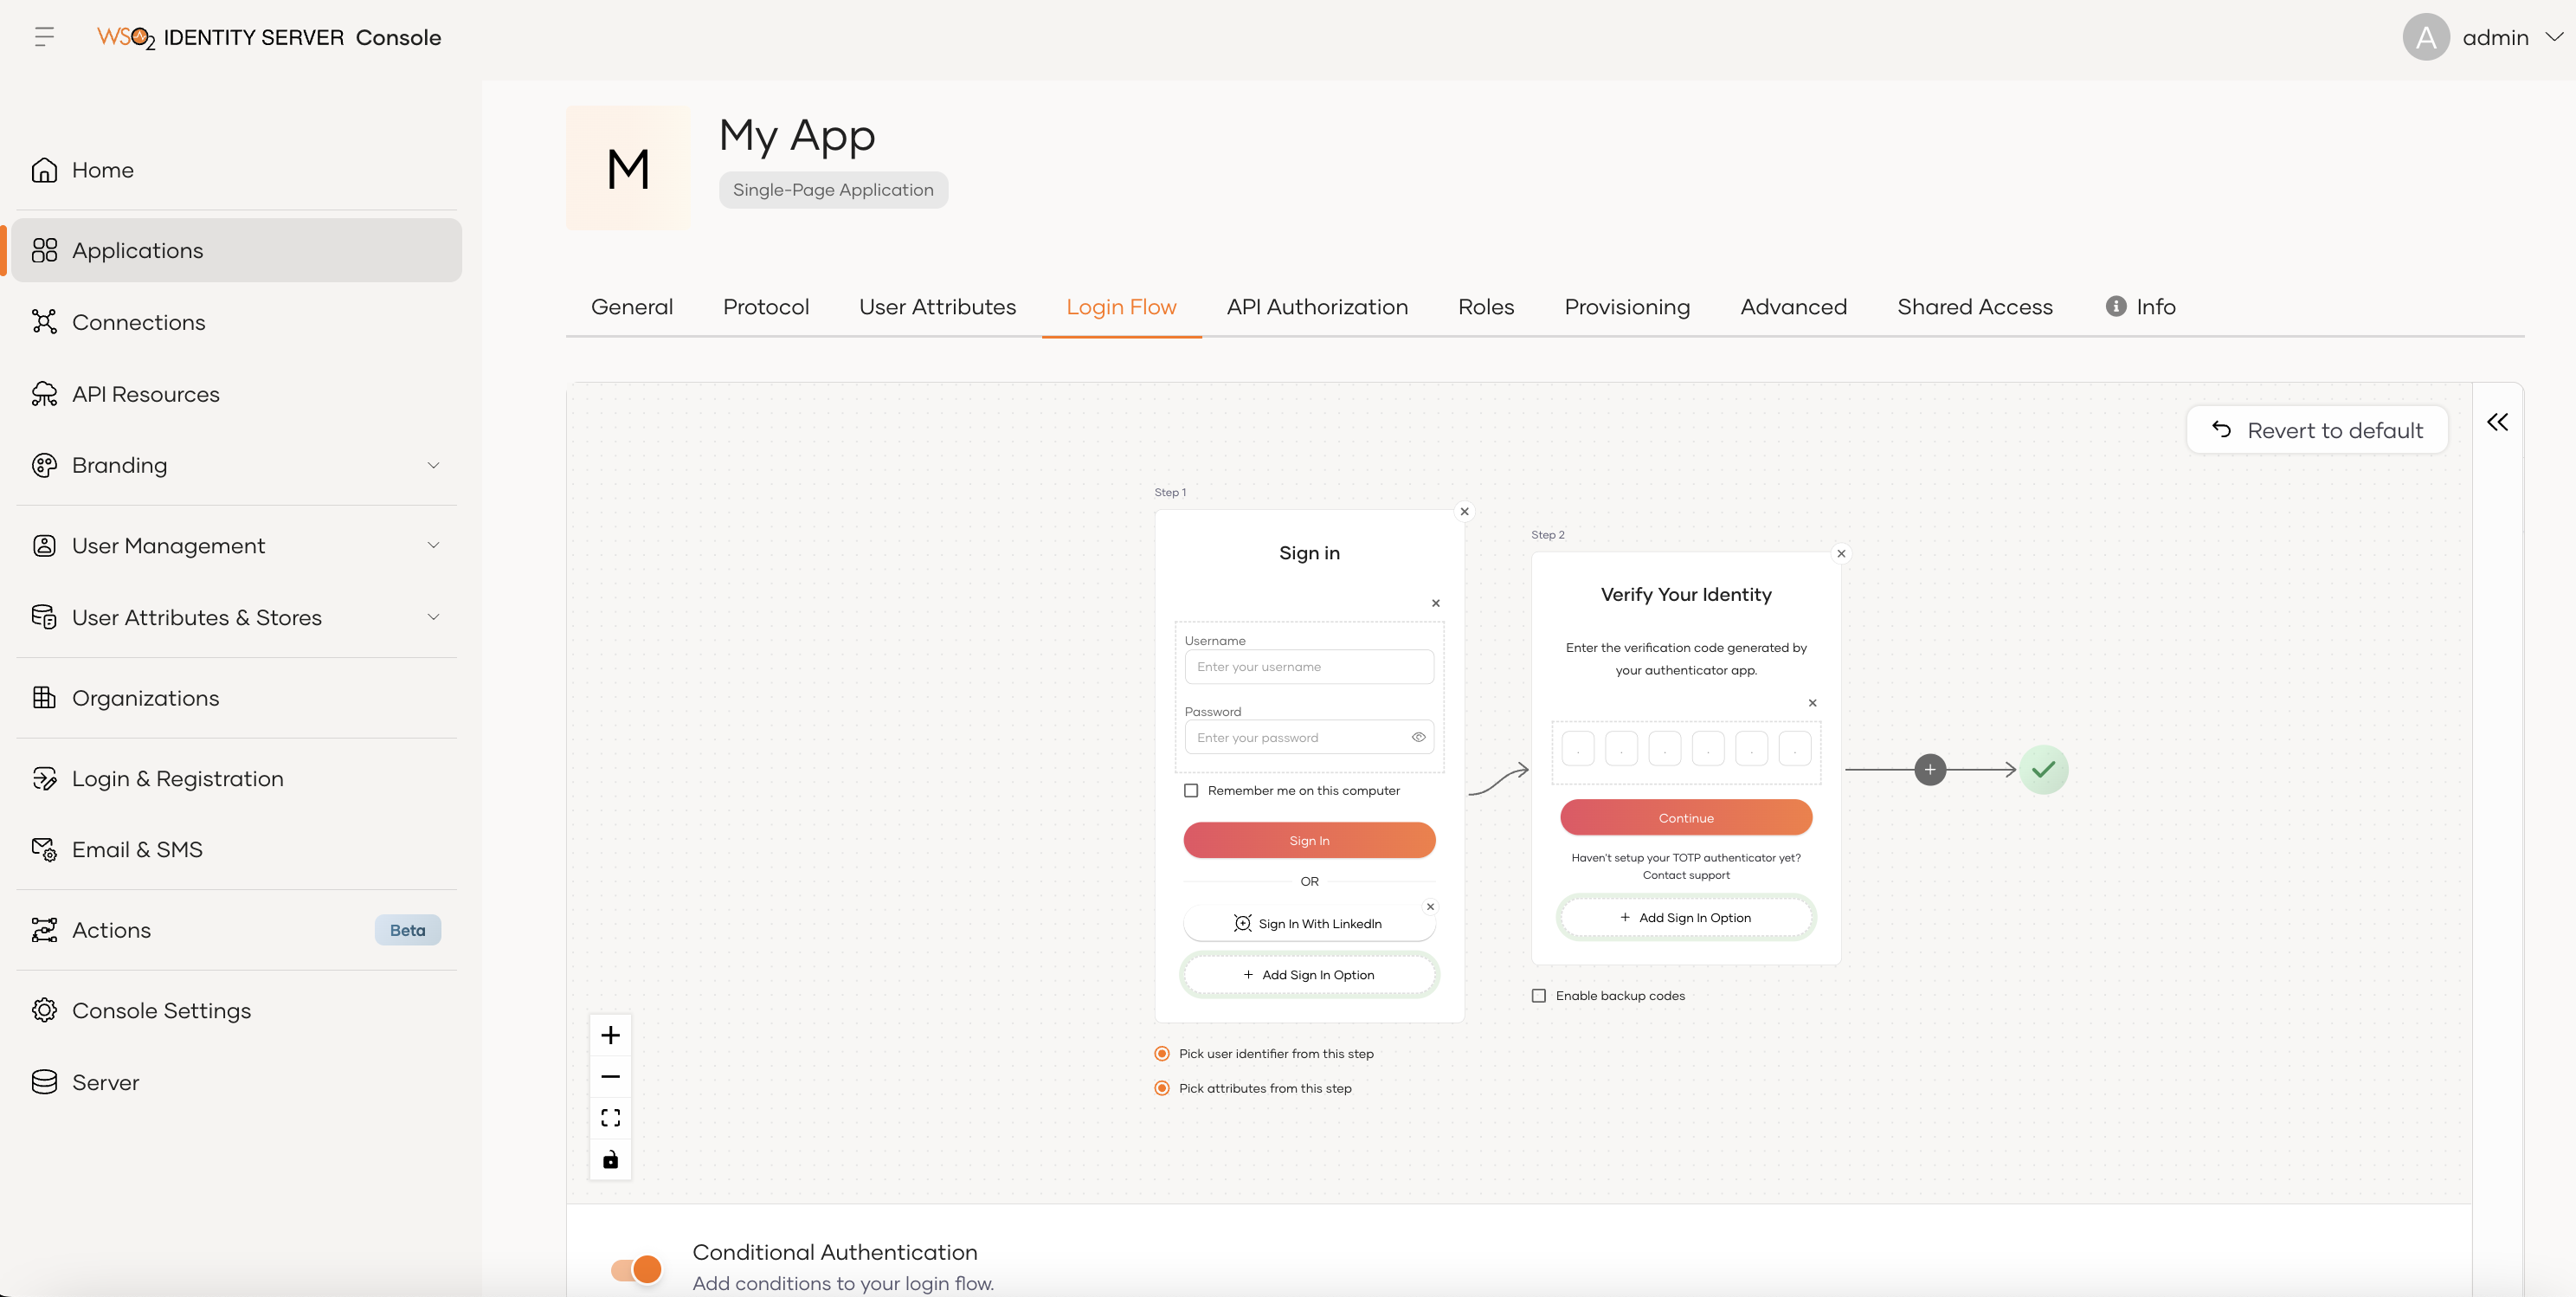 WSO2 IDENTITY SERVER Console
A admin
Home
Applications
Connections
API Resources
Branding
User Management
User Attributes & Stores
Organizations
Login & Registration
Email & SMS
Actions Beta
Console Settings
Server
M
My App
Single-Page Application
General Protocol User Attributes Login Flow API Authorization Roles Provisioning Advanced Shared Access Info
Revert to default
Step 1
Sign in
Username
Enter your username
Password
Enter your password
Remember me on this computer
Sign In
OR
Sign In With LinkedIn
+ Add Sign In Option
Pick user identifier from this step
Pick attributes from this step
Step 2
Verify Your Identity
Enter the verification code generated by
your authenticator app.
Continue
Haven't setup your TOTP authenticator yet?
Contact support
+ Add Sign In Option
Enable backup codes
Conditional Authentication
Add conditions to your login flow.